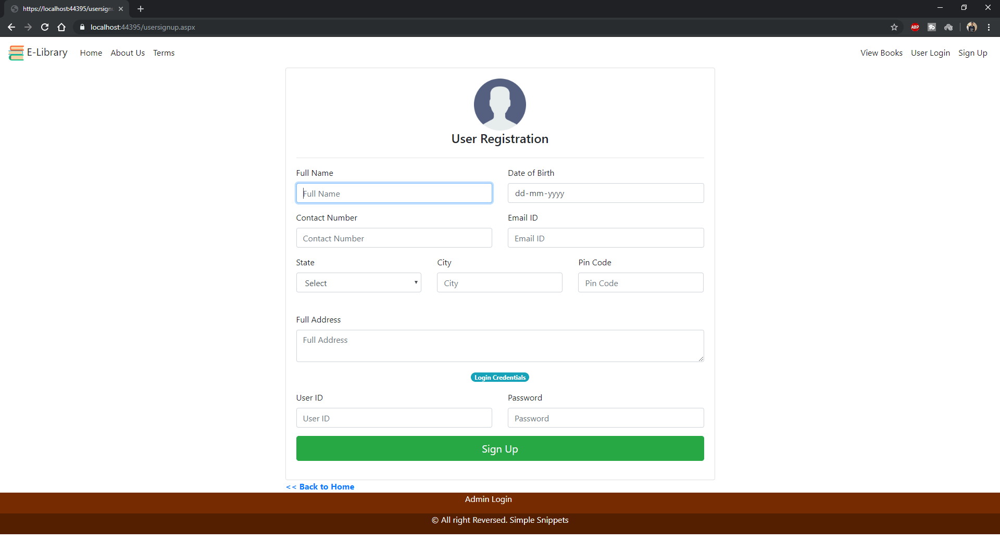 https://localhost:44395/usersign
localhost:44395/usersignup.aspx
ABP
E-Library Home About Us Terms View Books User Login Sign Up
User Registration
Full Name Date of Birth
Full Name dd-mm-yyyy
Contact Number Email ID
Contact Number Email ID
State City Pin Code
Select City Pin Code
Full Address
Full Address
Login Credentials
User ID Password
User ID Password
Sign Up
<< Back to Home
Admin Login
© All right Reversed. Simple Snippets